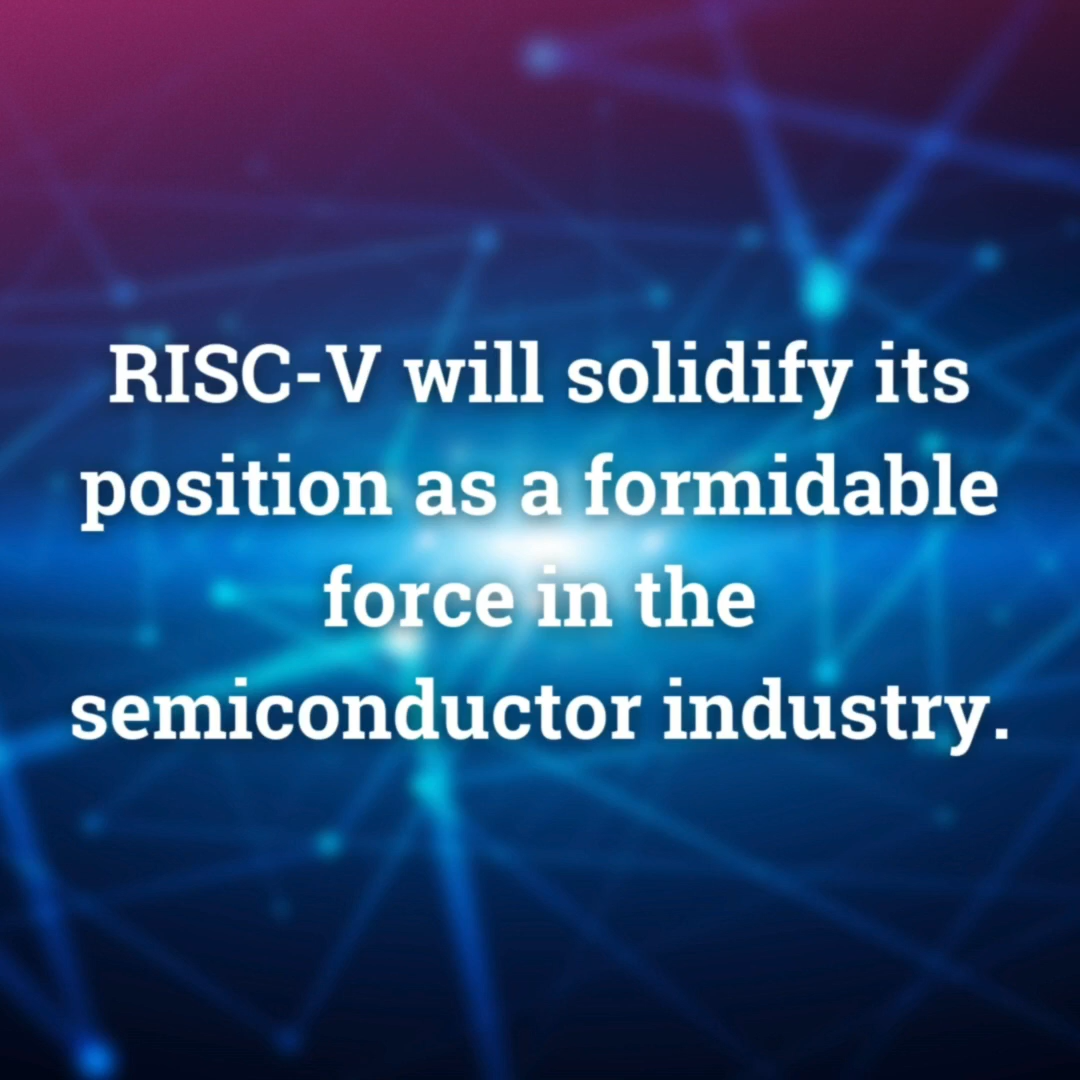 RISC-V will solidify its
position as a formidable
force in the
semiconductor industry.